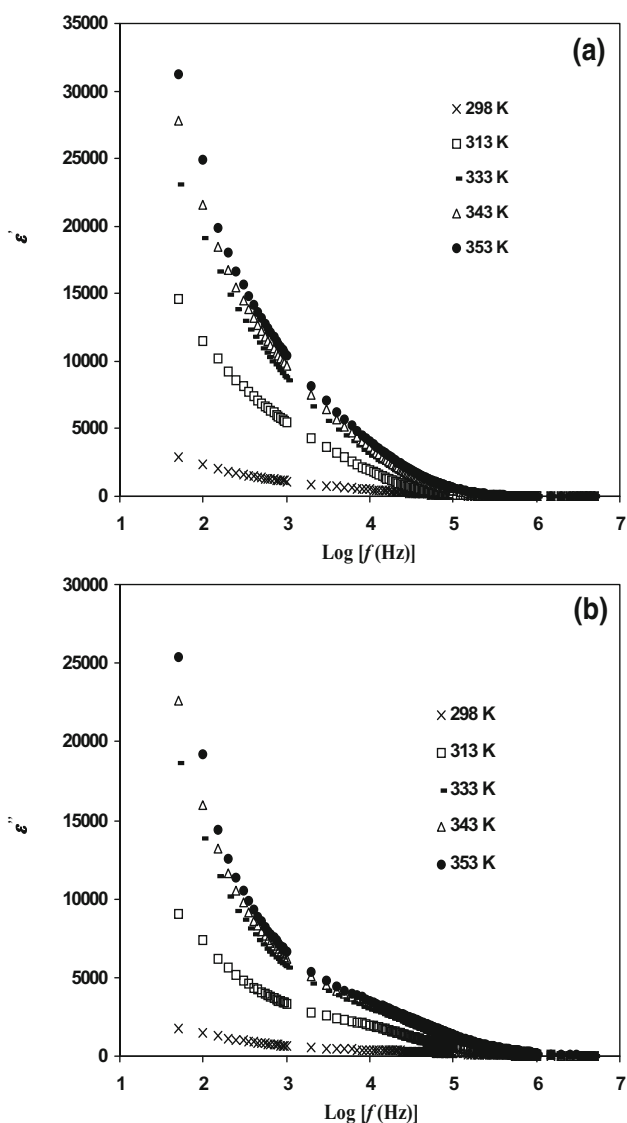 (a)
35000
30000
25000
20000
15000
10000
5000
0
ε'
298 K
313 K
333 K
343 K
353 K
1 2 3 4 5 6 7
Log [f (Hz)]
(b)
30000
25000
20000
15000
10000
5000
0
ε"
298 K
313 K
333 K
343 K
353 K
1 2 3 4 5 6 7
Log [f (Hz)]